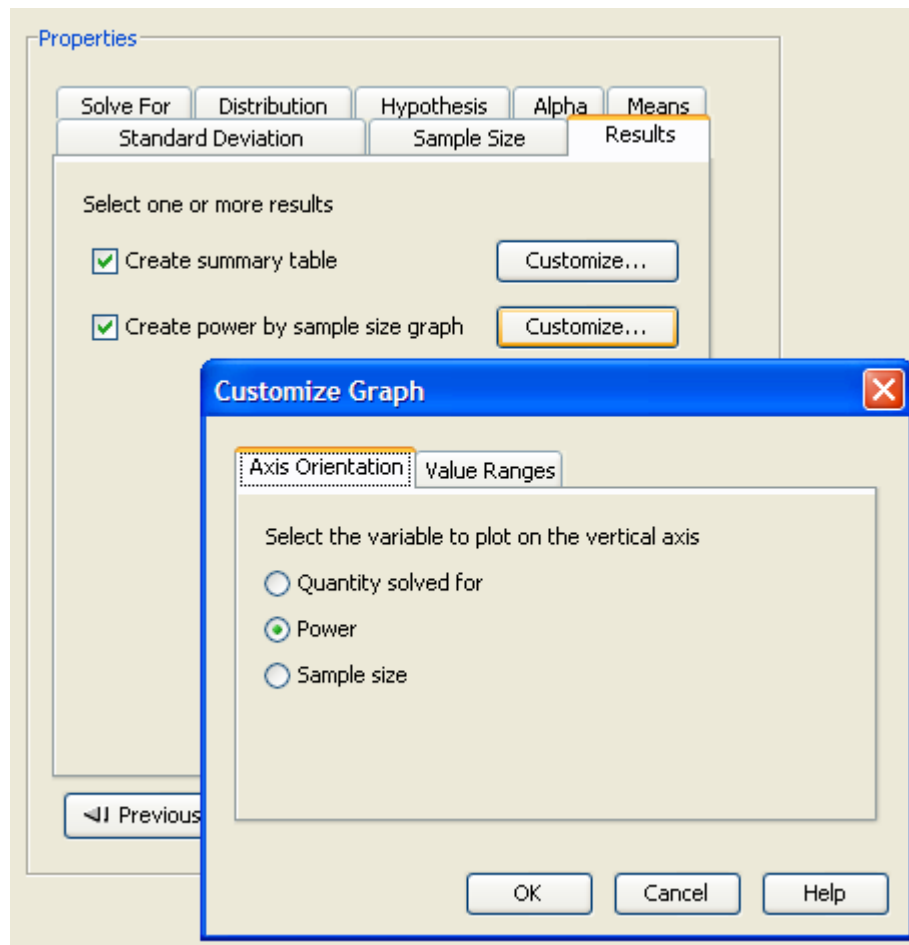 Properties
Solve For Distribution Hypothesis Alpha Means
Standard Deviation Sample Size Results
Select one or more results
Create summary table Customize...
Create power by sample size graph Customize...
Customize Graph
Axis Orientation Value Ranges
Select the variable to plot on the vertical axis
Quantity solved for
Power
Sample size
Previous
OK Cancel Help